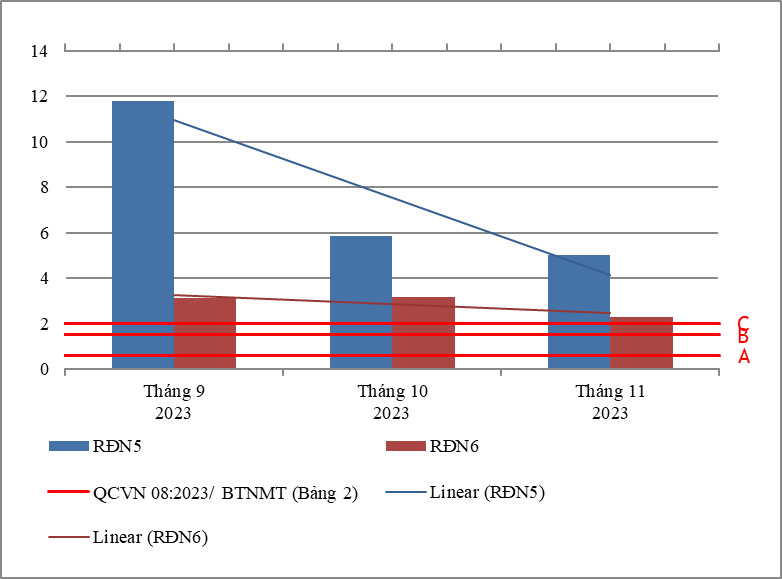 14
12
10
8
6
4
2
0
C
B
A
Tháng 9
2023
Tháng 10
2023
Tháng 11
2023
RĐN5
RĐN6
QCVN 08:2023/ BTNMT (Bảng 2)
Linear (RĐN5)
Linear (RĐN6)